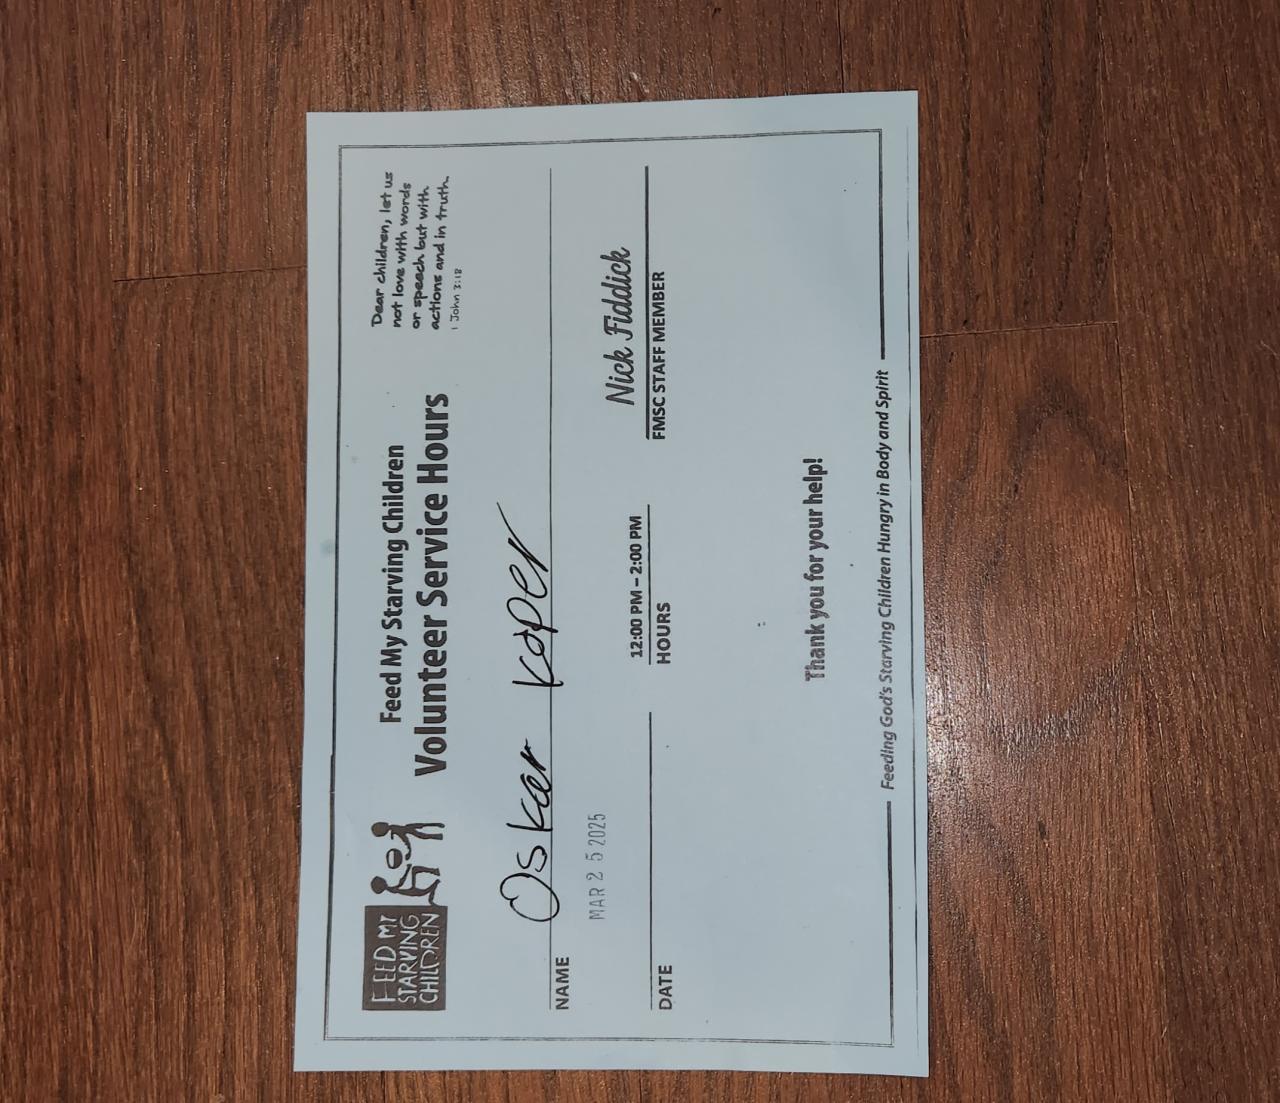 FEED MY
STARVING
CHILDREN
Feed My Starving Children
Volunteer Service Hours
Dear children, let us
not love with words
or speech but with
actions and in truth.
1 John 3:18
Oskar Koper
NAME
MAR 25 2025
DATE
12:00 PM – 2:00 PM
HOURS
Nick Fiddick
FMSC STAFF MEMBER
Thank you for your help!
Feeding God's Starving Children Hungry in Body and Spirit